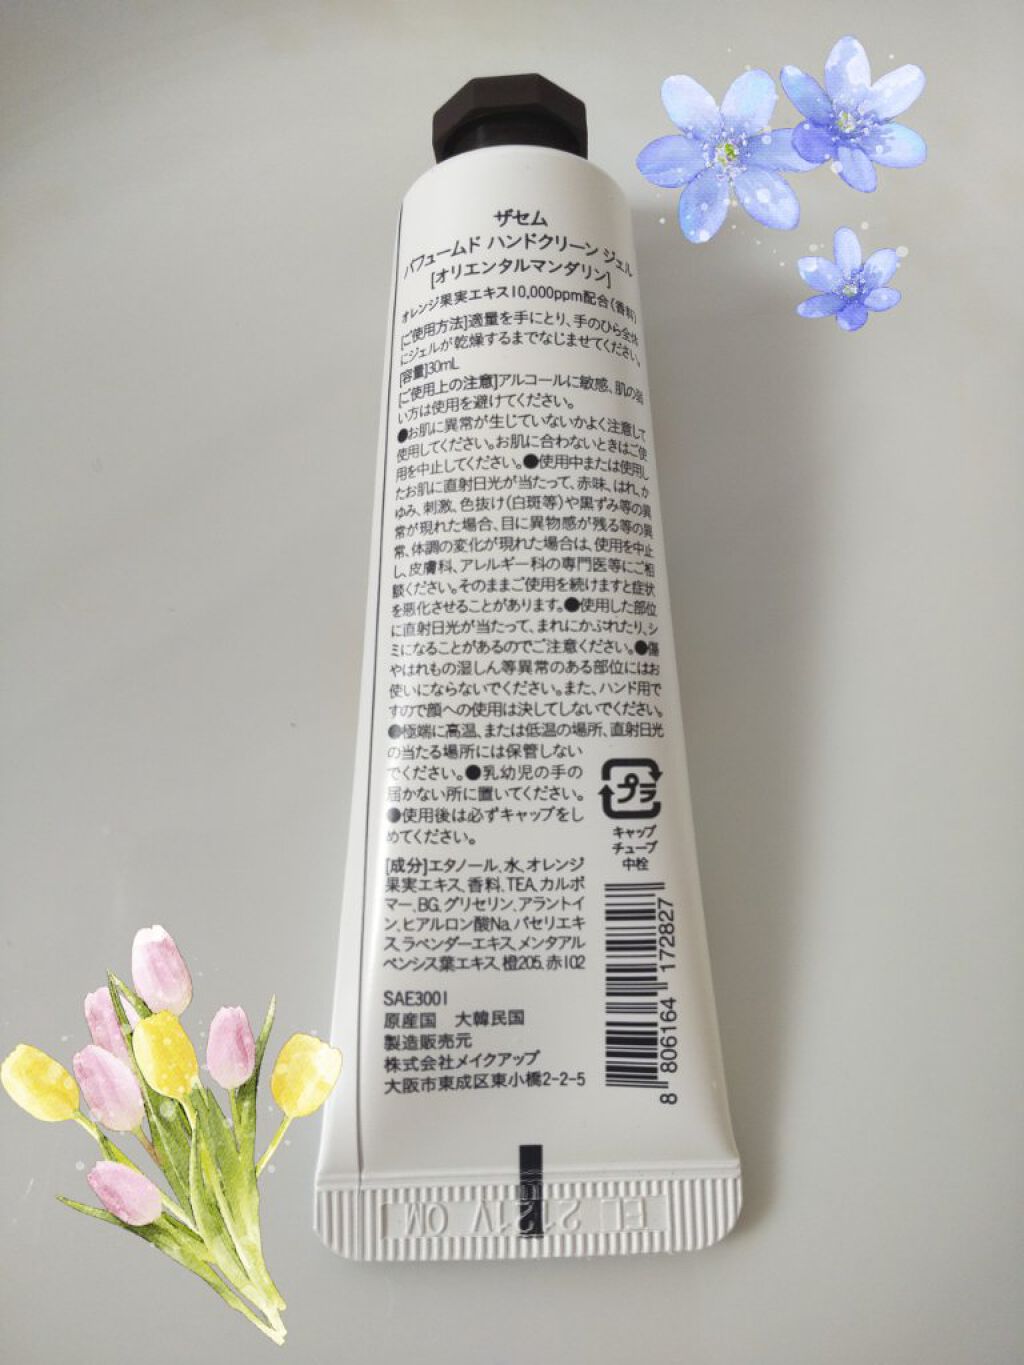 ザセム
パフュームド ハンドクリーン ジェル
[オリエンタルマンダリン]
オレンジ果実エキス10,000ppm配合(香料)
[ご使用方法]適量を手にとり、手のひら全体
にジェルが乾燥するまでなじませてください。
[容量]30mL
[ご使用上の注意]アルコールに敏感、肌の弱
い方は使用を避けてください。
●お肌に異常が生じていないかよく注意して
使用してください。お肌に合わないときはご使
用を中止してください。●使用中または使用し
たお肌に直射日光が当たって、赤味、はれ、か
ゆみ、刺激、色抜け(白斑等)や黒ずみ等の異
常が現れた場合、目に異物感が残る等の異
常、体調の変化が現れた場合は、使用を中止
し、皮膚科、アレルギー科の専門医等にご相
談ください。そのままご使用を続けますと症状
を悪化させることがあります。●使用した部位
に直射日光が当たって、まれにかぶれたり、シ
ミになることがあるのでご注意ください。●傷
やはれもの湿しん等異常のある部位にはお
使いにならないでください。また、ハンド用で
すので顔への使用は決してしないでください。
●極端に高温、または低温の場所、直射日光
の当たる場所には保管しない
でください。●乳幼児の手の
届かない所に置いてください。
●使用後は必ずキャップをし
めてください。
プラ
キャップ
チューブ
中栓
[成分]エタノール、水、オレンジ
果実エキス、香料、TEA、カルボ
マー、BG、グリセリン、アラントイ
ン、ヒアルロン酸Na、パセリエキ
ス、ラベンダーエキス、メンタアル
ベンシス葉エキス、橙205、赤102
SAE3001
原産国 大韓民国
製造販売元
株式会社メイクアップ
大阪市東成区東小橋2-2-5
8 806164 172827